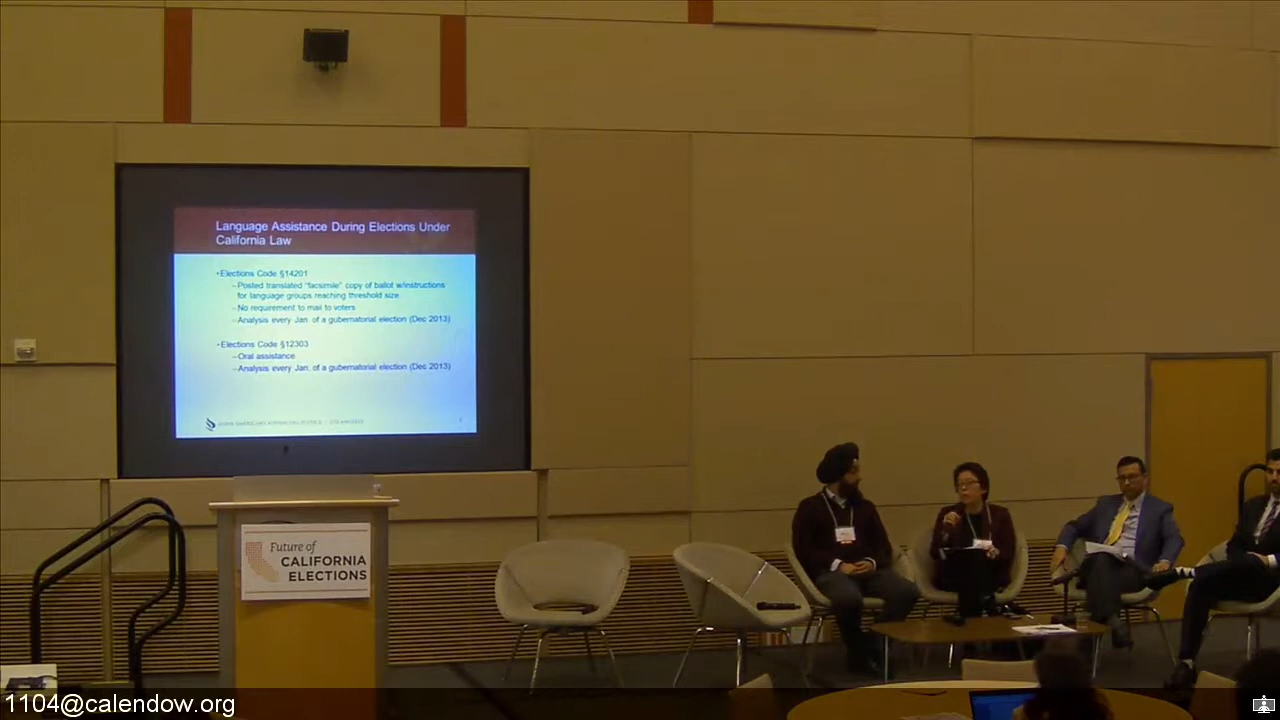 Language Assistance During Elections Under
California Law
•Elections Code §14201
–Posted translated "facsimile" copy of ballot w/instructions
for language groups reaching threshold size
–No requirement to mail to voters
–Analysis every Jan. of a gubernatorial election (Dec 2013)
•Elections Code §12303
–Oral assistance
–Analysis every Jan. of a gubernatorial election (Dec 2013)
Future of
CALIFORNIA
ELECTIONS
1104@calendow.org